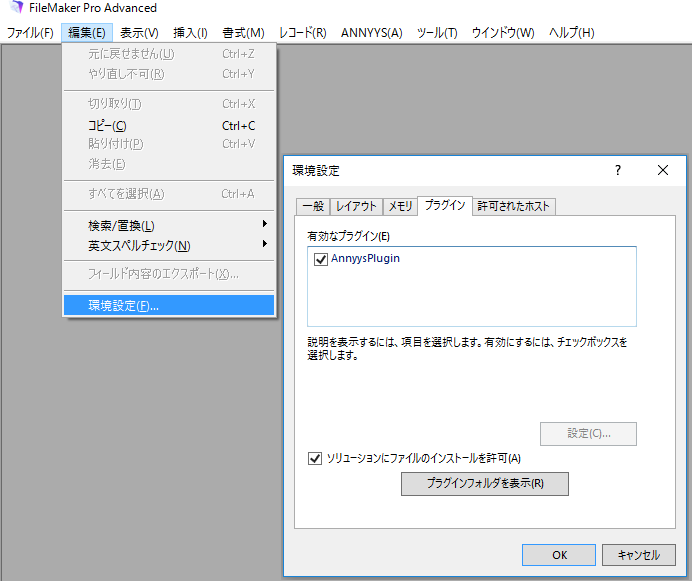 FileMaker Pro Advanced
ファイル(F) 編集(E) 表示(V) 挿入(I) 書式(M) レコード(R) ANNYYS(A) ツール(T) ウインドウ(W) ヘルプ(H)
元に戻せません(U) Ctrl+Z
やり直し不可(R) Ctrl+Y
切り取り(T) Ctrl+X
コピー(C) Ctrl+C
貼り付け(P) Ctrl+V
消去(E)
すべてを選択(A) Ctrl+A
検索/置換(L)
英文スペルチェック(N)
フィールド内容のエクスポート(X)...
環境設定(F)...
環境設定
一般 レイアウト メモリ プラグイン 許可されたホスト
有効なプラグイン(E)
AnnyysPlugin
説明を表示するには、項目を選択します。有効にするには、チェックボックスを
選択します。
設定(C)...
ソリューションにファイルのインストールを許可(A)
プラグインフォルダを表示(R)
OK キャンセル